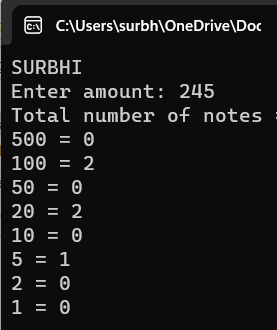 C:\Users\surbh\OneDrive\Doc
SURBHI
Enter amount: 245
Total number of notes
500 = 0
100 = 2
50 = 0
20 = 2
10 = 0
5 = 1
2 = 0
1 = 0